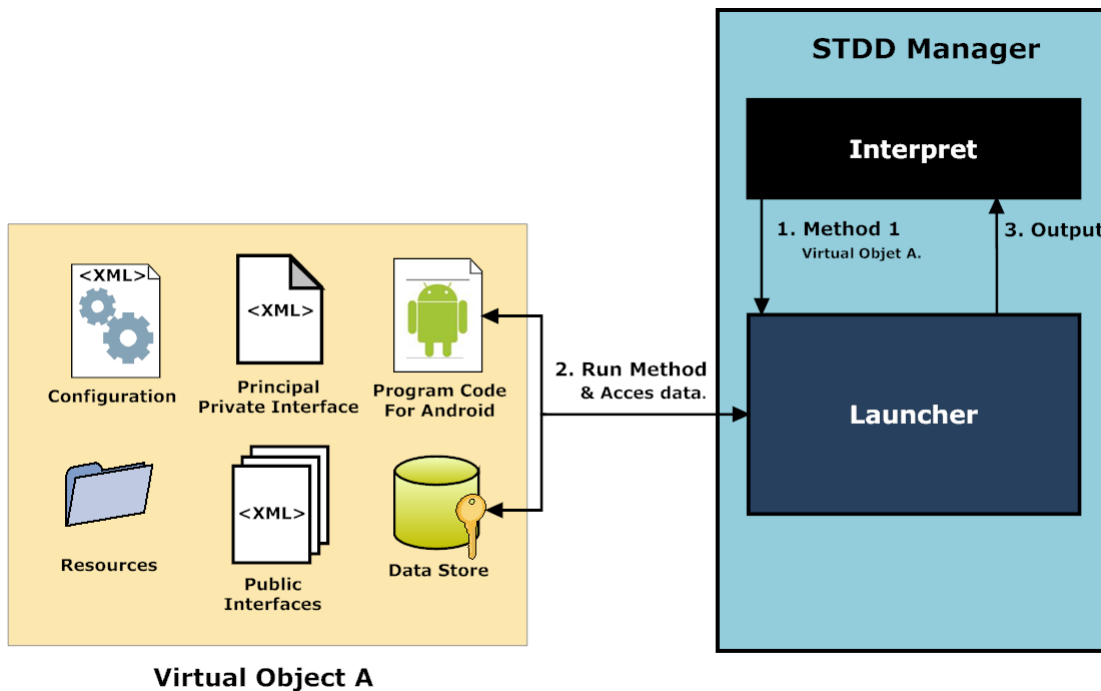 STDD Manager
Interpret
1. Method 1
Virtual Objet A.
3. Output
<XML>
Configuration
<XML>
Principal
Private Interface
Program Code
For Android
2. Run Method
& Acces data.
Launcher
Resources
<XML>
Public
Interfaces
Data Store
Virtual Object A